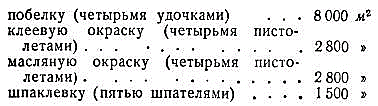 побелку (четырьмя удочками) . . . 8 000 м²
клеевую окраску (четырьмя писто-
летами) . . . . . . . . . . . 2 800 »
масляную окраску (четырьмя писто-
летами) . . . . . . . . . . . 2 800 »
шпаклевку (пятью шпателями) . . . . 1 500 »